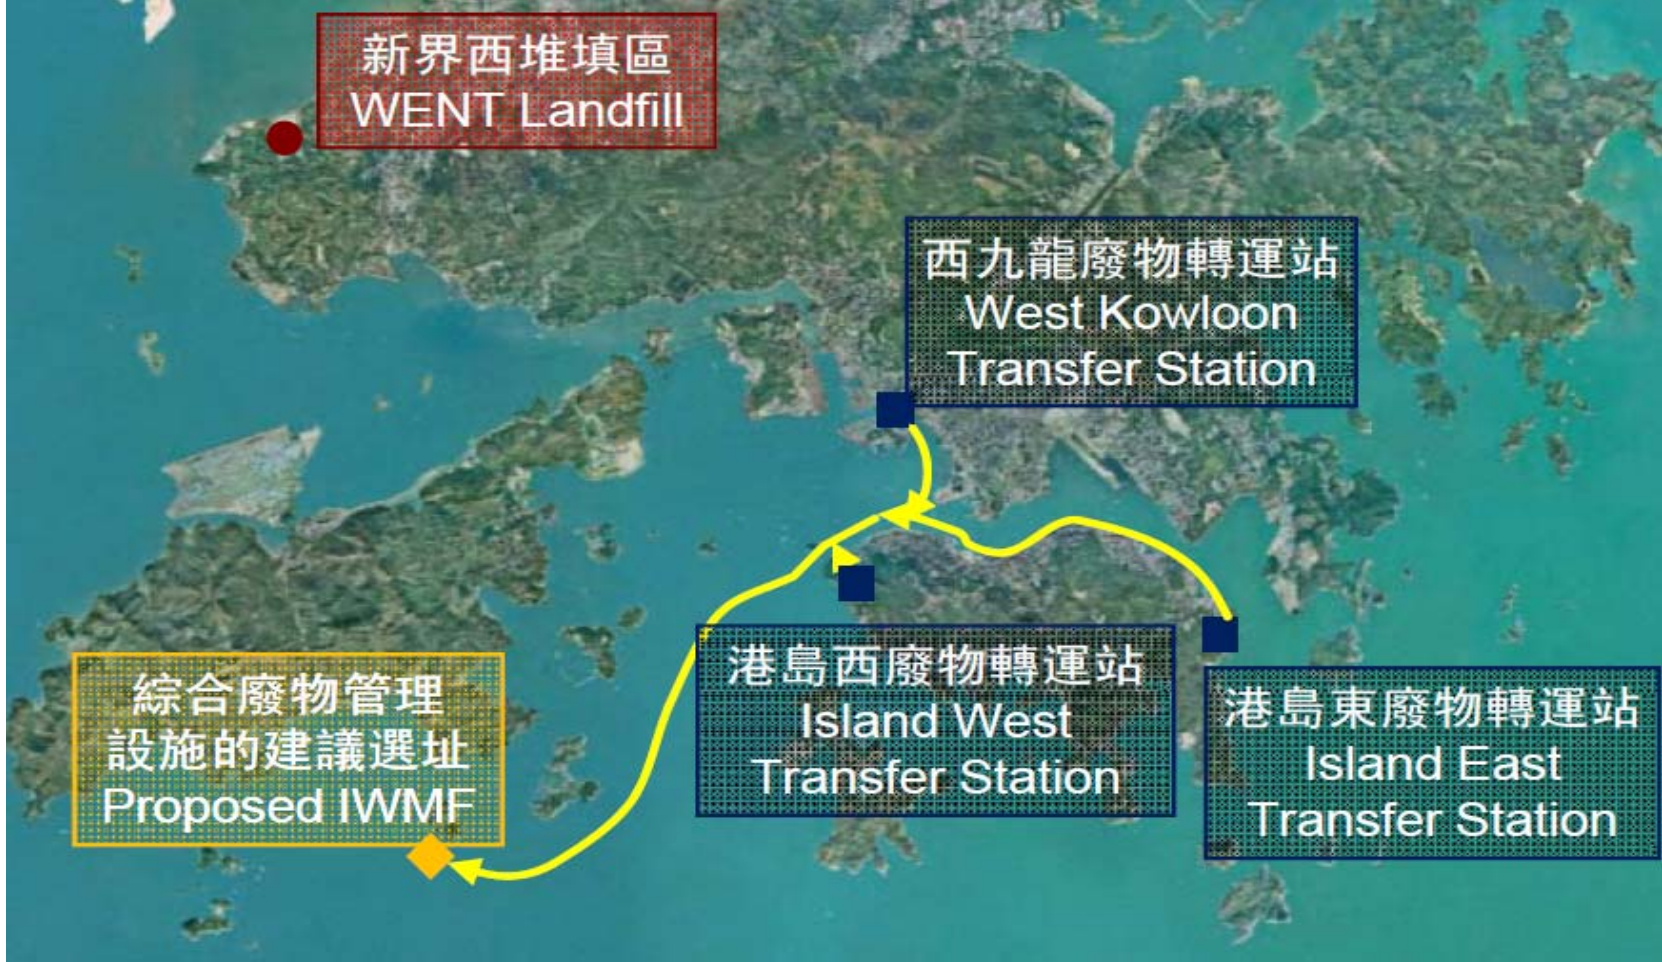 新界西堆填區
WENT Landfill
西九龍廢物轉運站
West Kowloon
Transfer Station
港島西廢物轉運站
Island West
Transfer Station
港島東廢物轉運站
Island East
Transfer Station
綜合廢物管理
設施的建議選址
Proposed IWMF